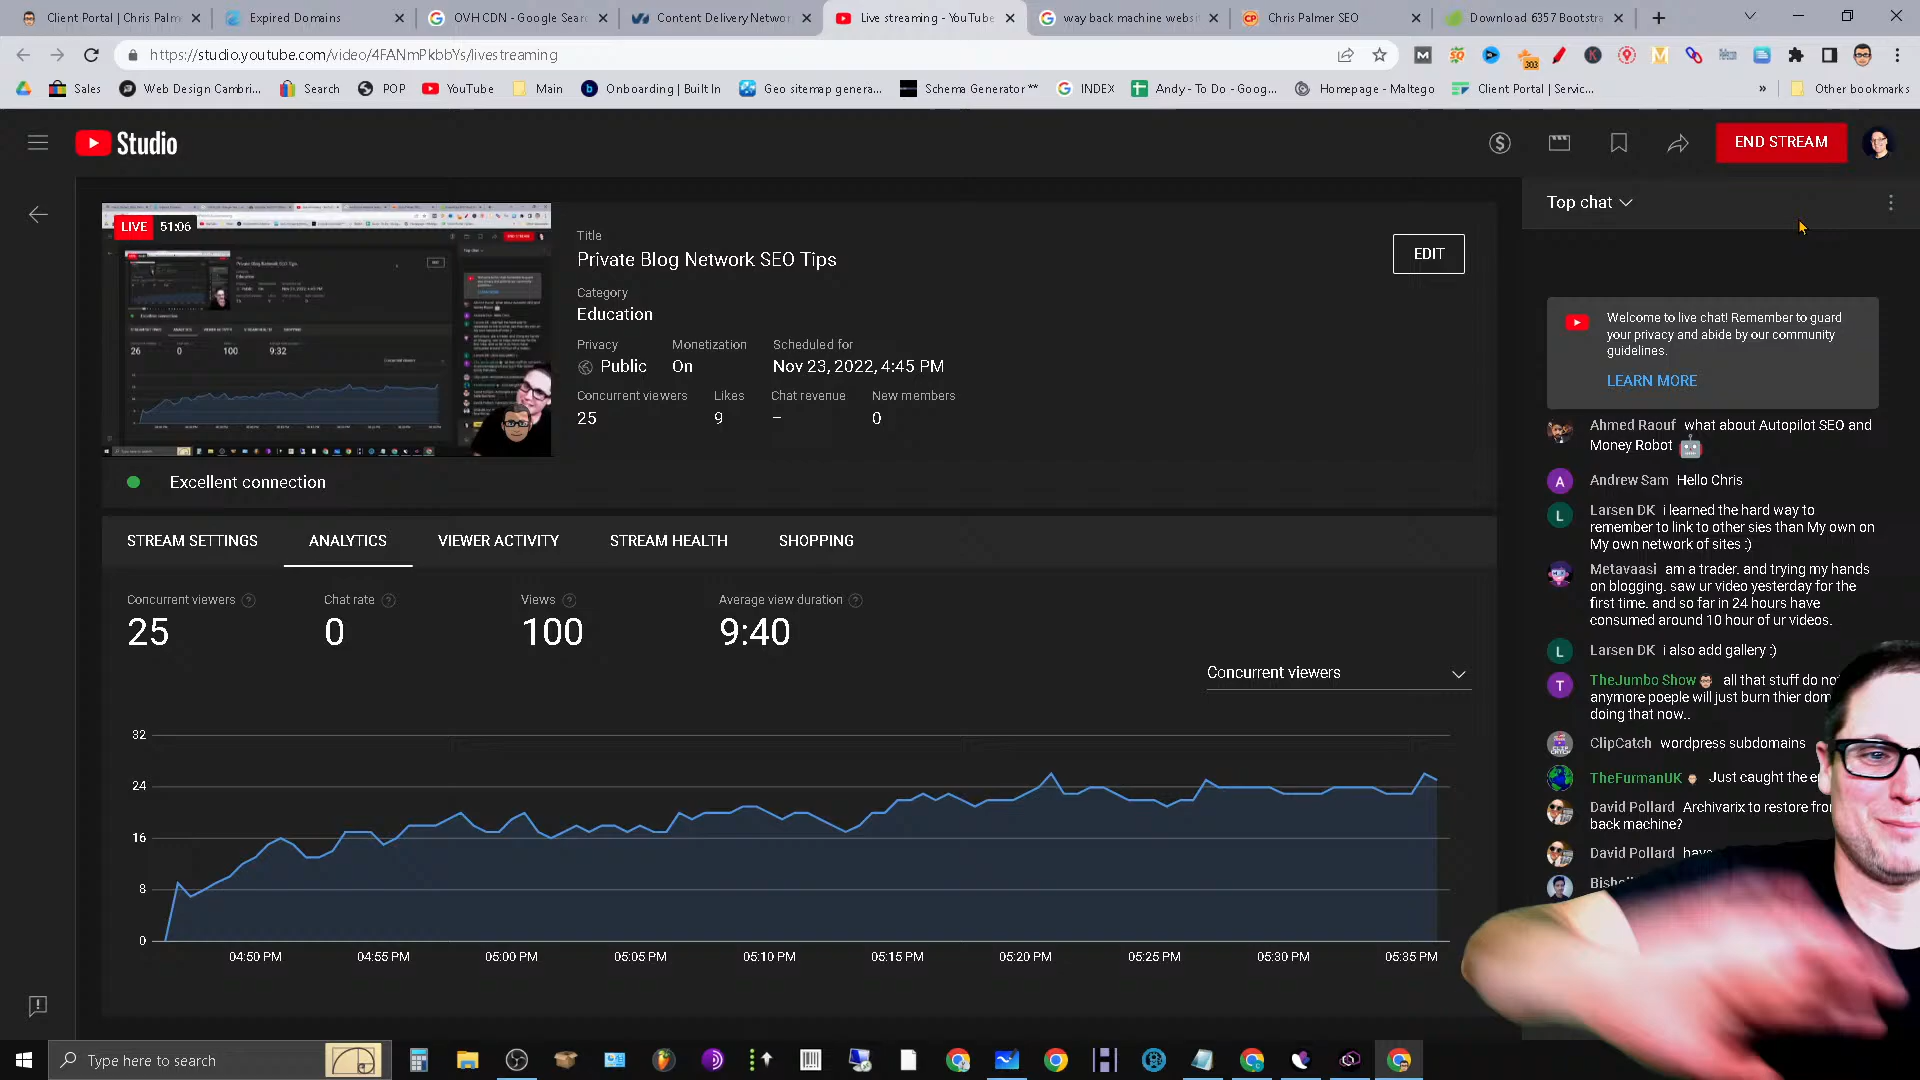 Client Portal | Chris Palm
Expired Domains
OVH CDN - Google Sear
Content Delivery Networ
Live streaming - YouTube
way back machine websi
Chris Palmer SEO
Download 6357 Bootstra
https://studio.youtube.com/video/4FANmPkbbYs/livestreaming
303
Sales
Web Design Cambri...
Search
POP
YouTube
Main
Onboarding | Built In
Geo sitemap genera...
Schema Generator **
INDEX
Andy - To Do - Goog...
Homepage - Maltego
Client Portal | Servic...
»
Other bookmarks
Studio
END STREAM
LIVE 51:06
Title
Private Blog Network SEO Tips
EDIT
Category
Education
Privacy
Public
Monetization
On
Scheduled for
Nov 23, 2022, 4:45 PM
Concurrent viewers
25
Likes
9
Chat revenue
–
New members
0
Excellent connection
STREAM SETTINGS
ANALYTICS
VIEWER ACTIVITY
STREAM HEALTH
SHOPPING
Concurrent viewers
25
Chat rate
0
Views
100
Average view duration
9:40
Concurrent viewers
32
24
16
8
0
04:50 PM
04:55 PM
05:00 PM
05:05 PM
05:10 PM
05:15 PM
05:20 PM
05:25 PM
05:30 PM
05:35 PM
Top chat
Welcome to live chat! Remember to guard
your privacy and abide by our community
guidelines.
LEARN MORE
Ahmed Raouf what about Autopilot SEO and
Money Robot
Andrew Sam Hello Chris
Larsen DK i learned the hard way to
remember to link to other sies than My own on
My own network of sites :)
Metavaasi am a trader. and trying my hands
on blogging. saw ur video yesterday for the
first time. and so far in 24 hours have
consumed around 10 hour of ur videos.
Larsen DK i also add gallery :)
TheJumbo Show all that stuff do no
anymore poeple will just burn thier dom
doing that now..
ClipCatch wordpress subdomains
TheFurmanUK Just caught the e
David Pollard Archivarix to restore fro
back machine?
David Pollard hav
Bish
Type here to search